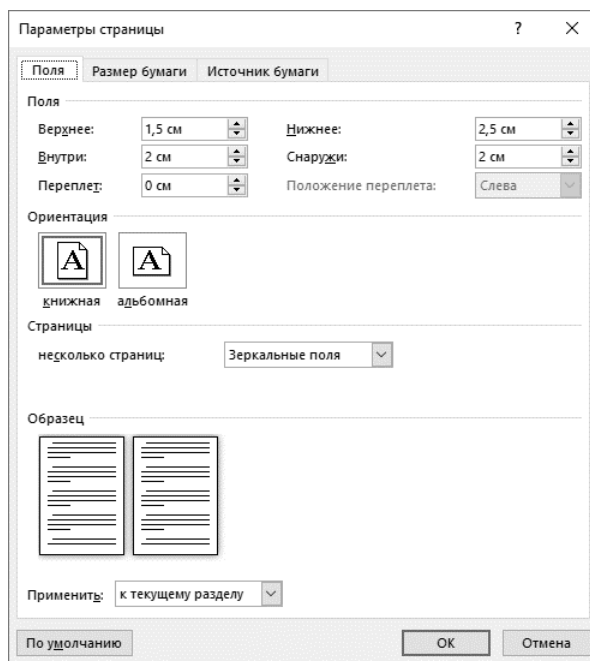 Параметры страницы ? ×
Поля Размер бумаги Источник бумаги
Поля
Верхнее: 1,5 см Нижнее: 2,5 см
Внутри: 2 см Снаружи: 2 см
Переплет: 0 см Положение переплета: Слева
Ориентация
A A
книжная альбомная
Страницы
несколько страниц: Зеркальные поля
Образец
Применить: к текущему разделу
По умолчанию ОК Отмена